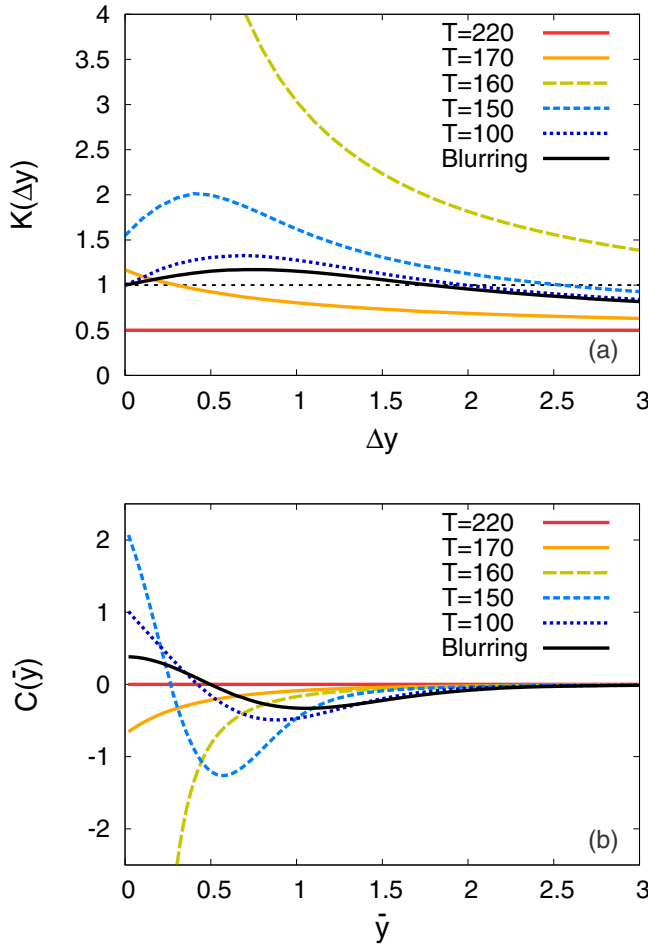 4
3.5
3
2.5
2
1.5
1
0.5
0
K(Δy)
T=220
T=170
T=160
T=150
T=100
Blurring
(a)
0 0.5 1 1.5 2 2.5 3
Δy
2
1
0
-1
-2
C(ȳ)
T=220
T=170
T=160
T=150
T=100
Blurring
(b)
0 0.5 1 1.5 2 2.5 3
ȳ